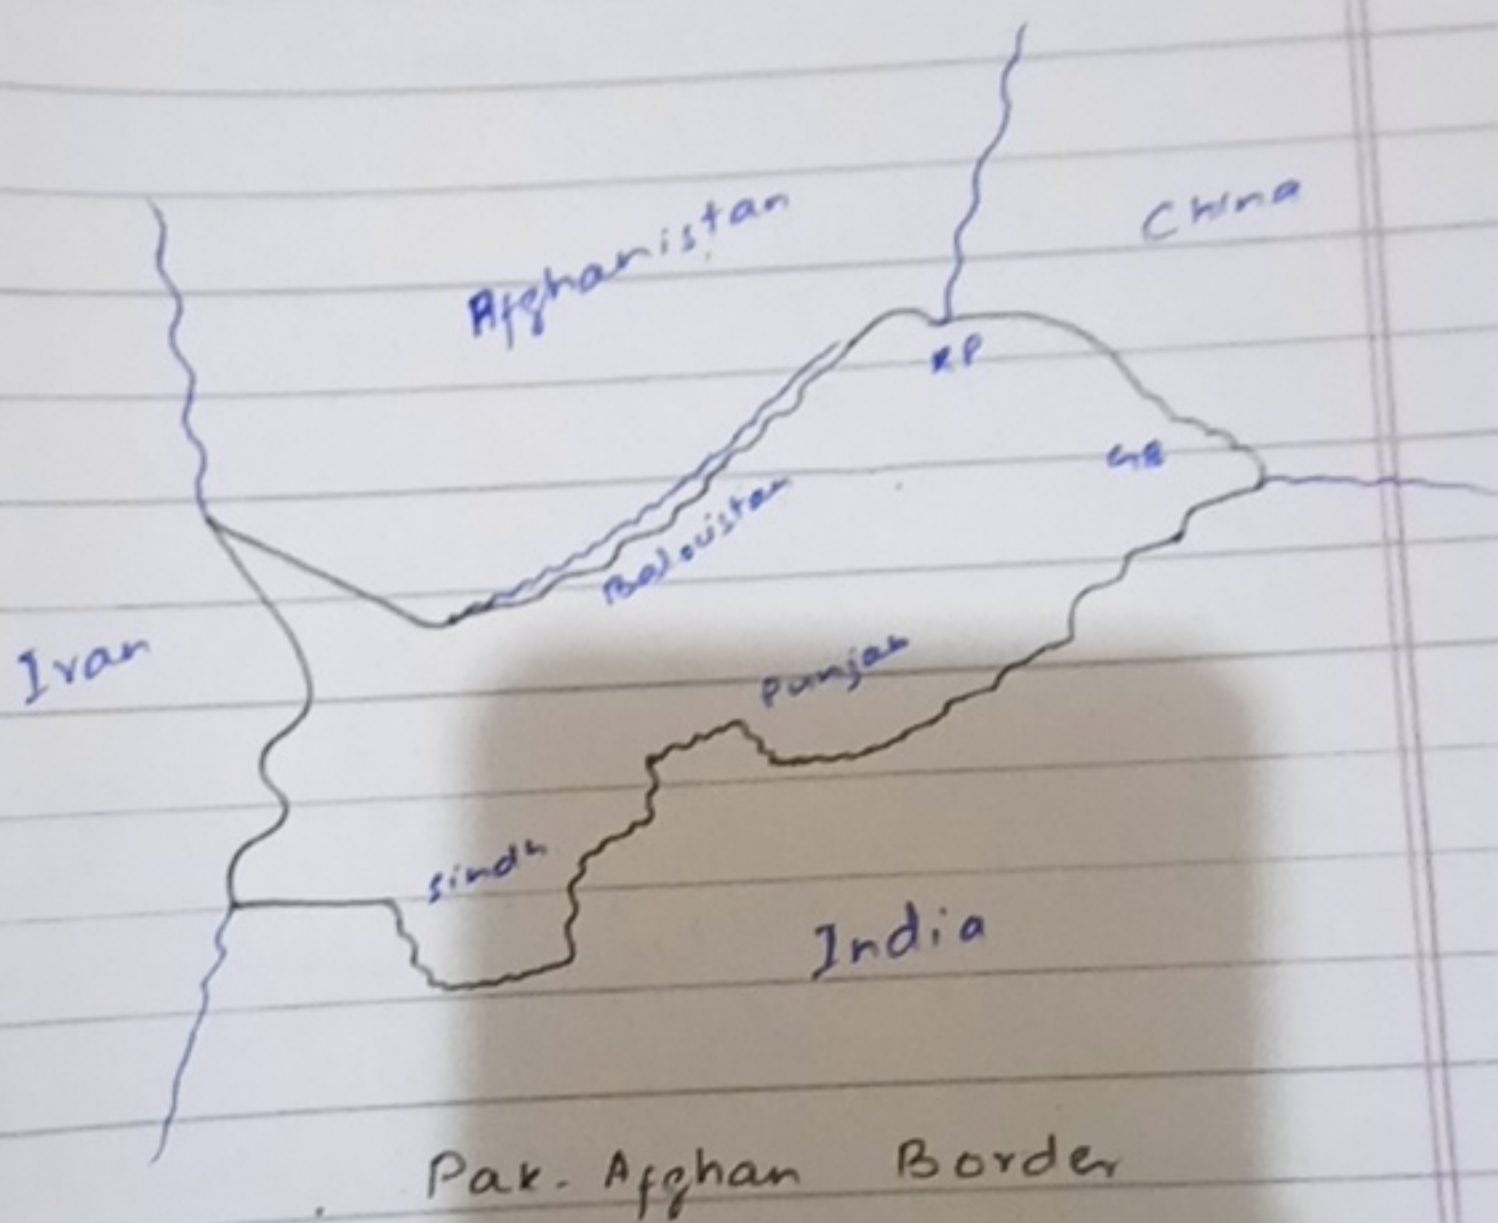 Afghanistan
China
KP
GB
Balouistan
Iran
Punjab
Sindh
India
Pak. Afghan Border